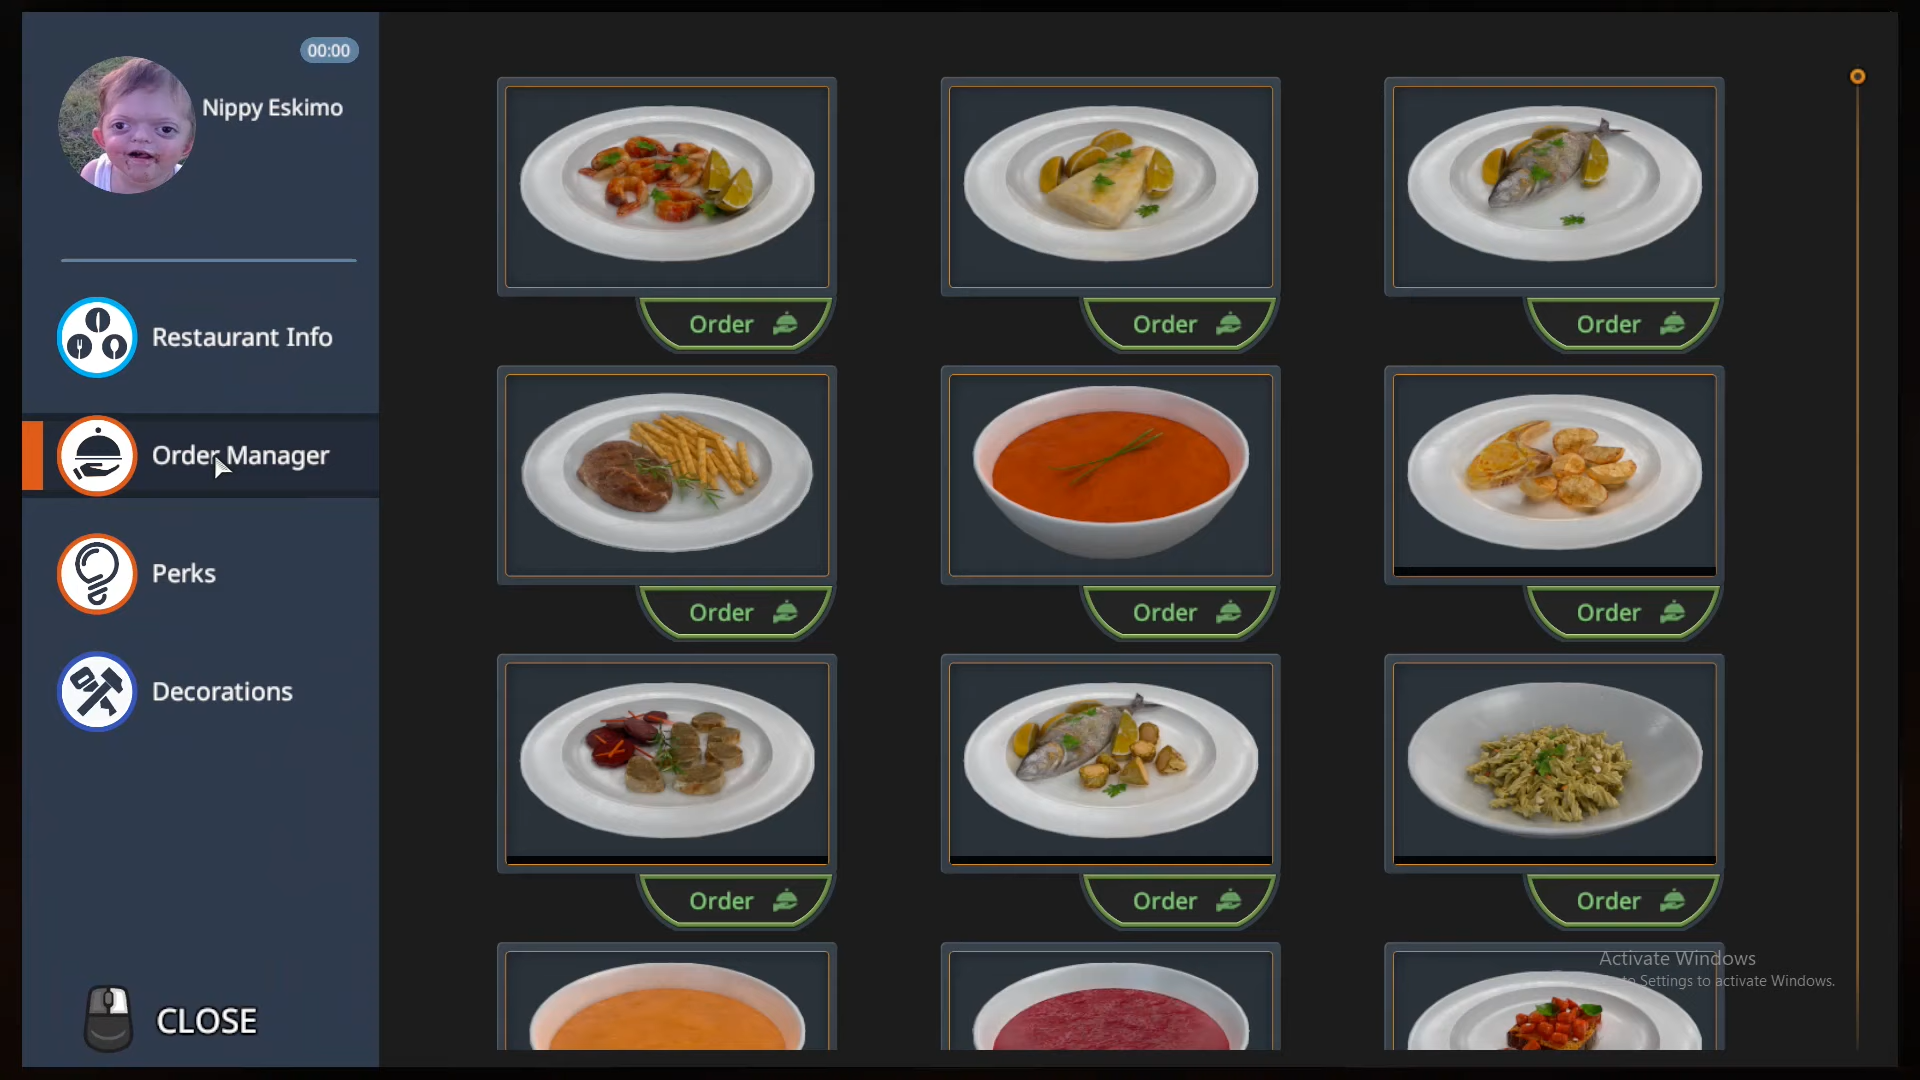 00:00
Nippy Eskimo
Restaurant Info
Order Manager
Perks
Decorations
CLOSE
Order
Order
Order
Order
Order
Order
Order
Order
Order
Activate Windows
to Settings to activate Windows.